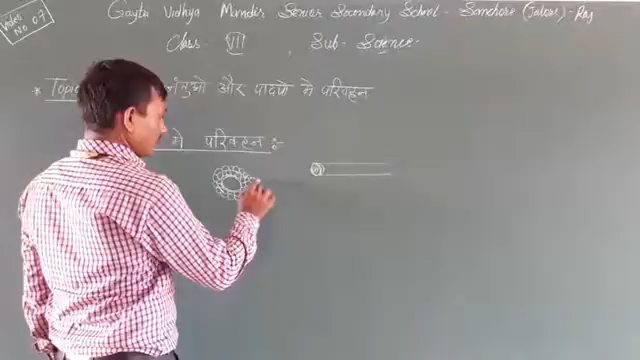 Video No 07
Gaytri Vidhya Mandir Senior Secondary School - Sanchore (Jalore) - Raj
Class - VII , Sub - Science -
* Topic जंतुओ और पादपो मे परिवहन
मे परिवहन :-